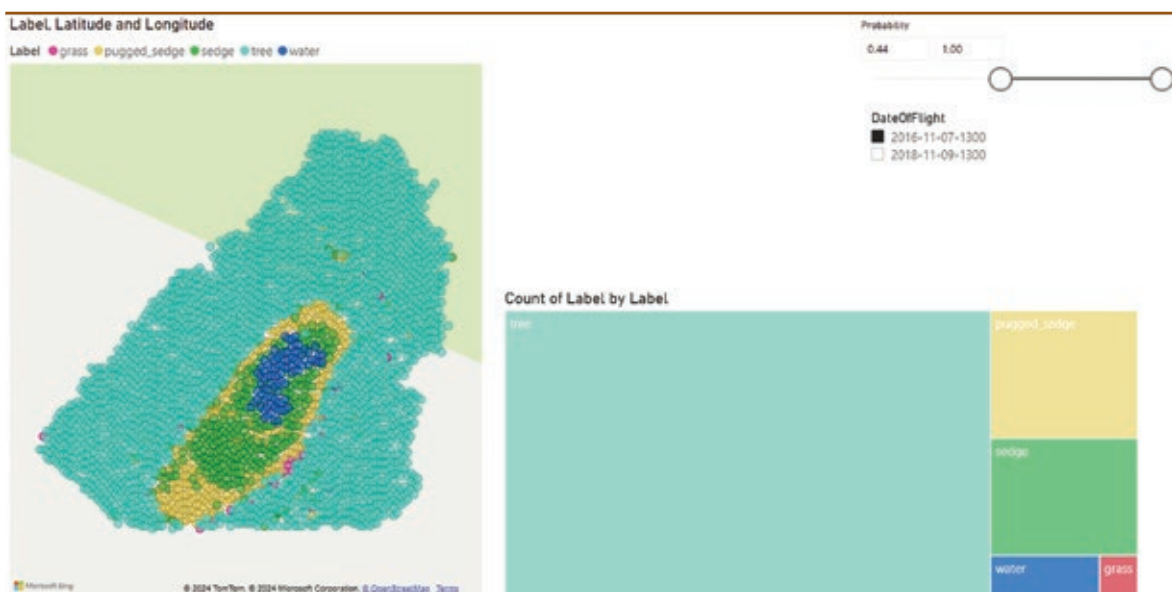 Label, Latitude and Longitude
Label grass pugged_sedge sedge tree water
Microsoft Bing
© 2024 TomTom, © 2024 Microsoft Corporation, © OpenStreetMap Terms
Probability
0.44 1.00
DateOfFlight
2016-11-07-1300
2018-11-09-1300
Count of Label by Label
tree
pugged_sedge
sedge
water grass